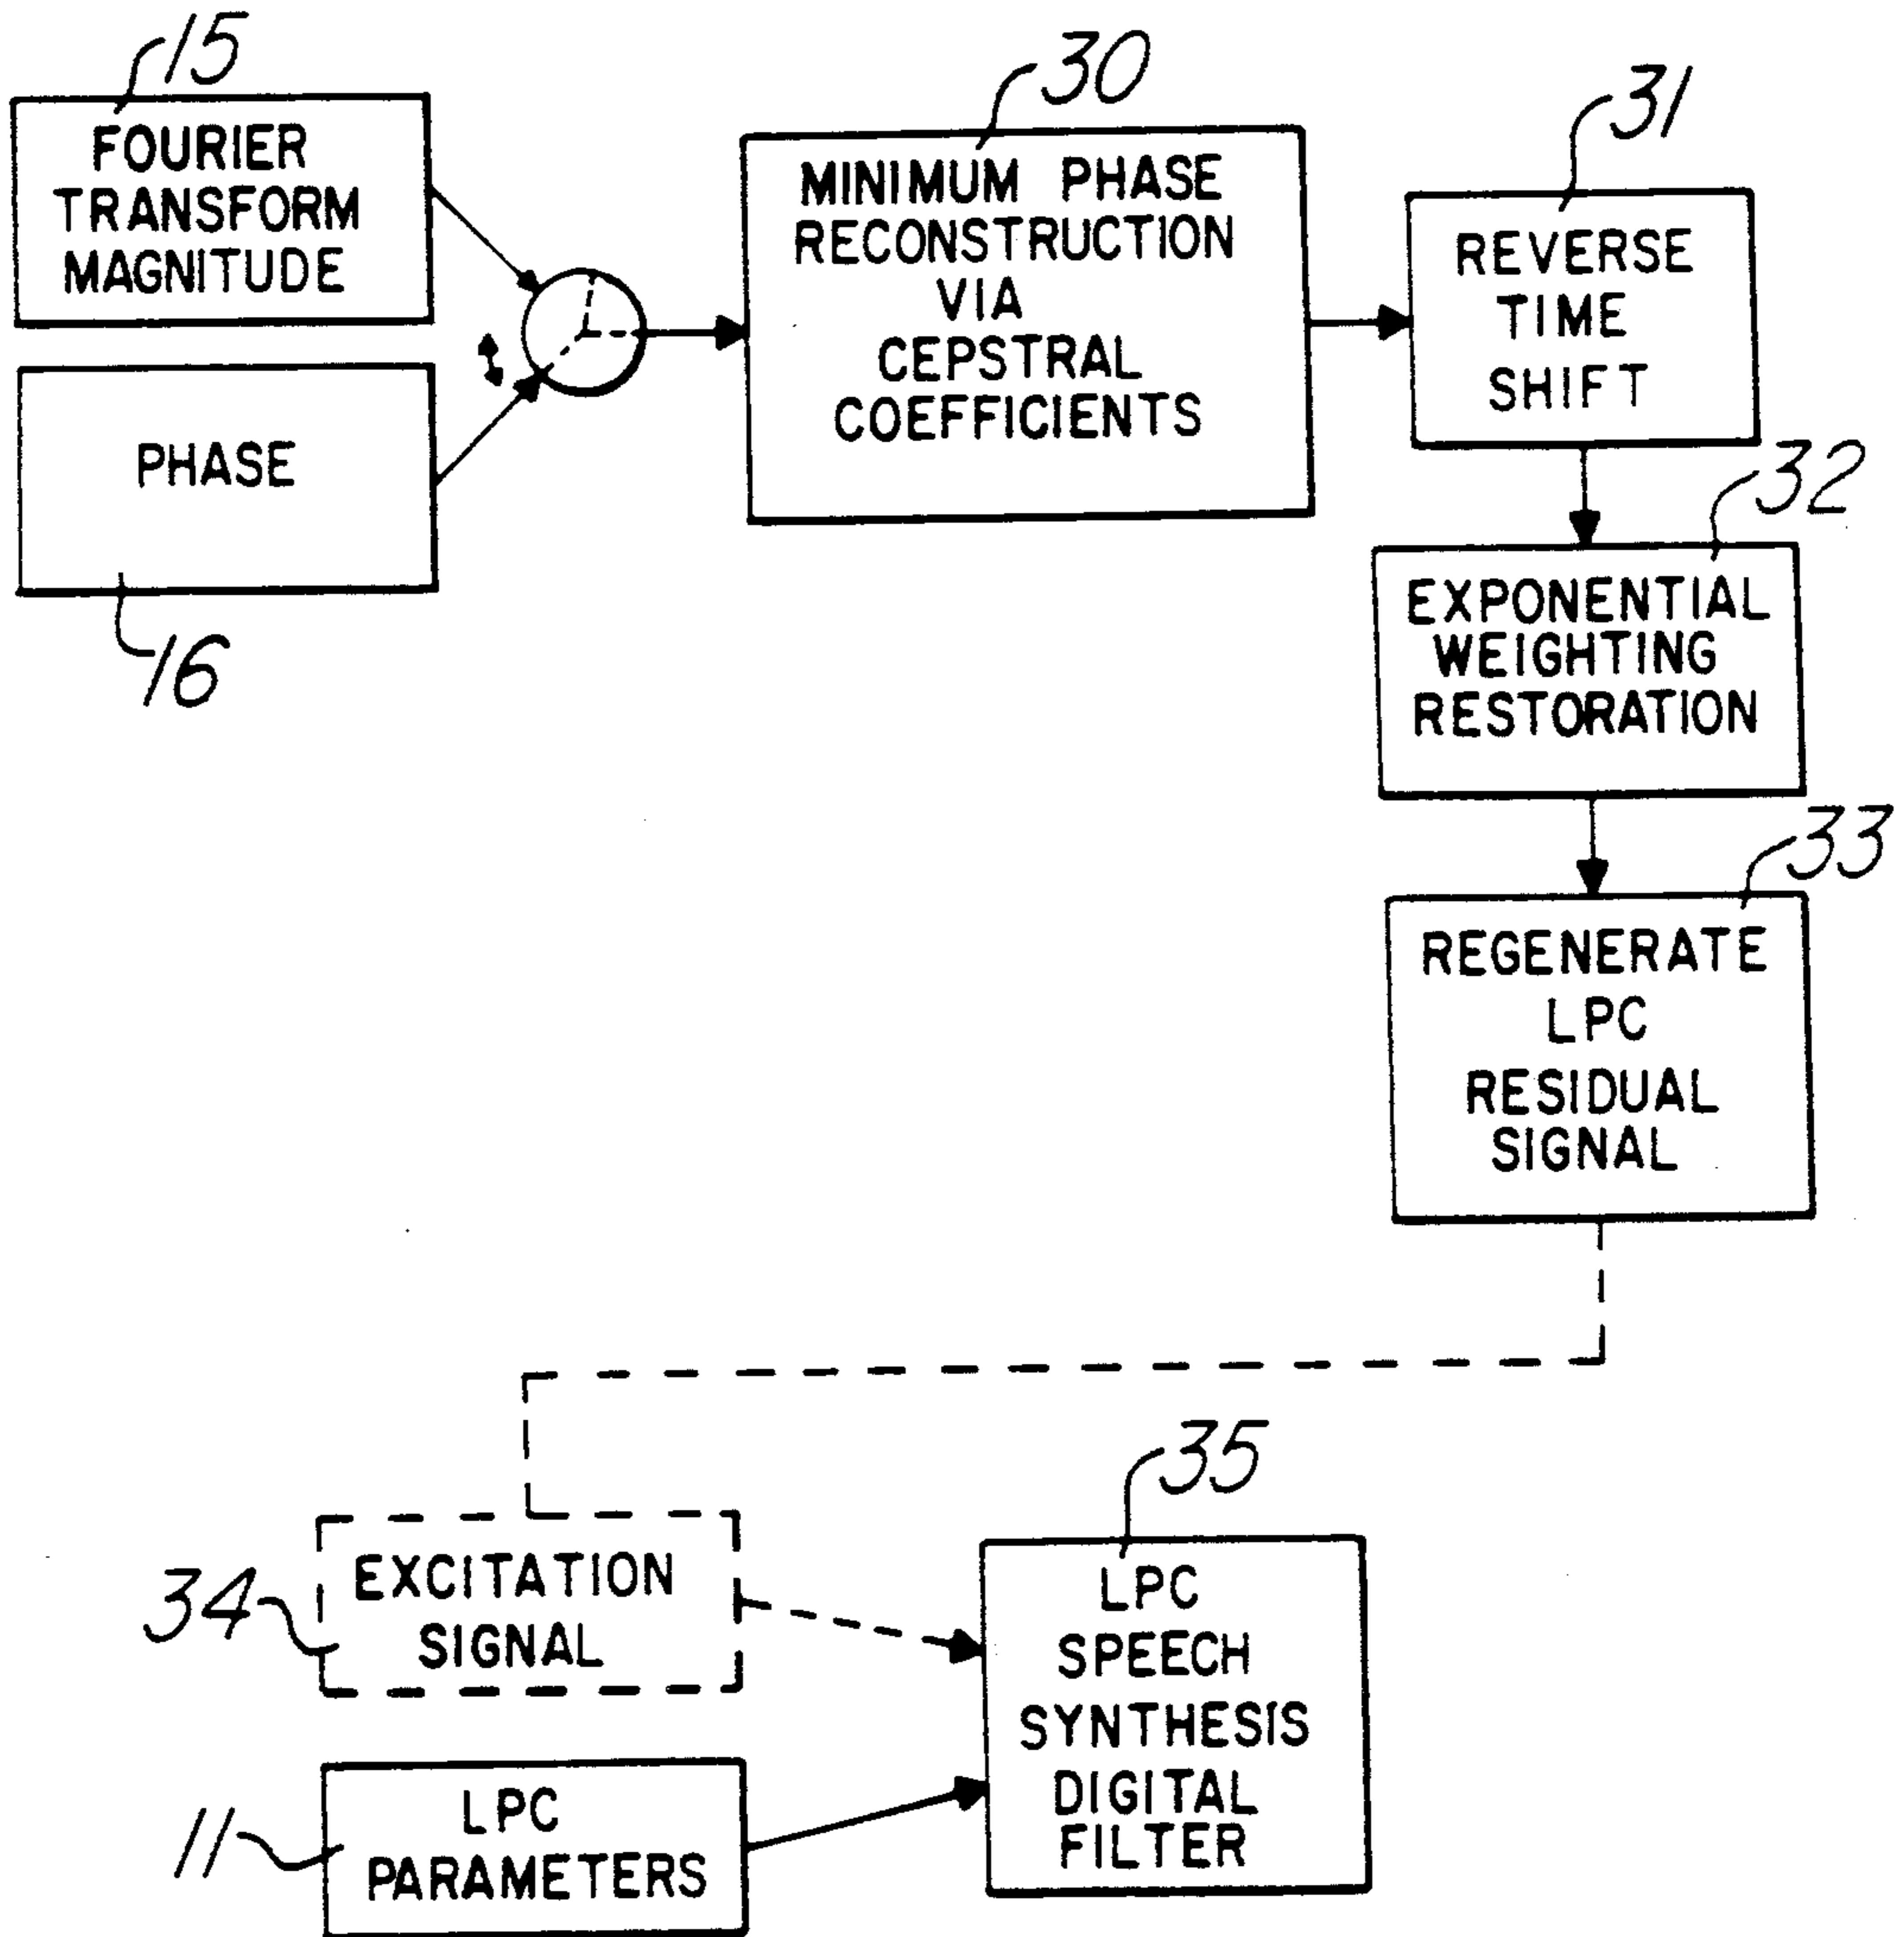 15
FOURIER
TRANSFORM
MAGNITUDE
PHASE
16
30
MINIMUM PHASE
RECONSTRUCTION
VIA
CEPSTRAL
COEFFICIENTS
31
REVERSE
TIME
SHIFT
32
EXPONENTIAL
WEIGHTING
RESTORATION
33
REGENERATE
LPC
RESIDUAL
SIGNAL
34
EXCITATION
SIGNAL
11
LPC
PARAMETERS
35
LPC
SPEECH
SYNTHESIS
DIGITAL
FILTER